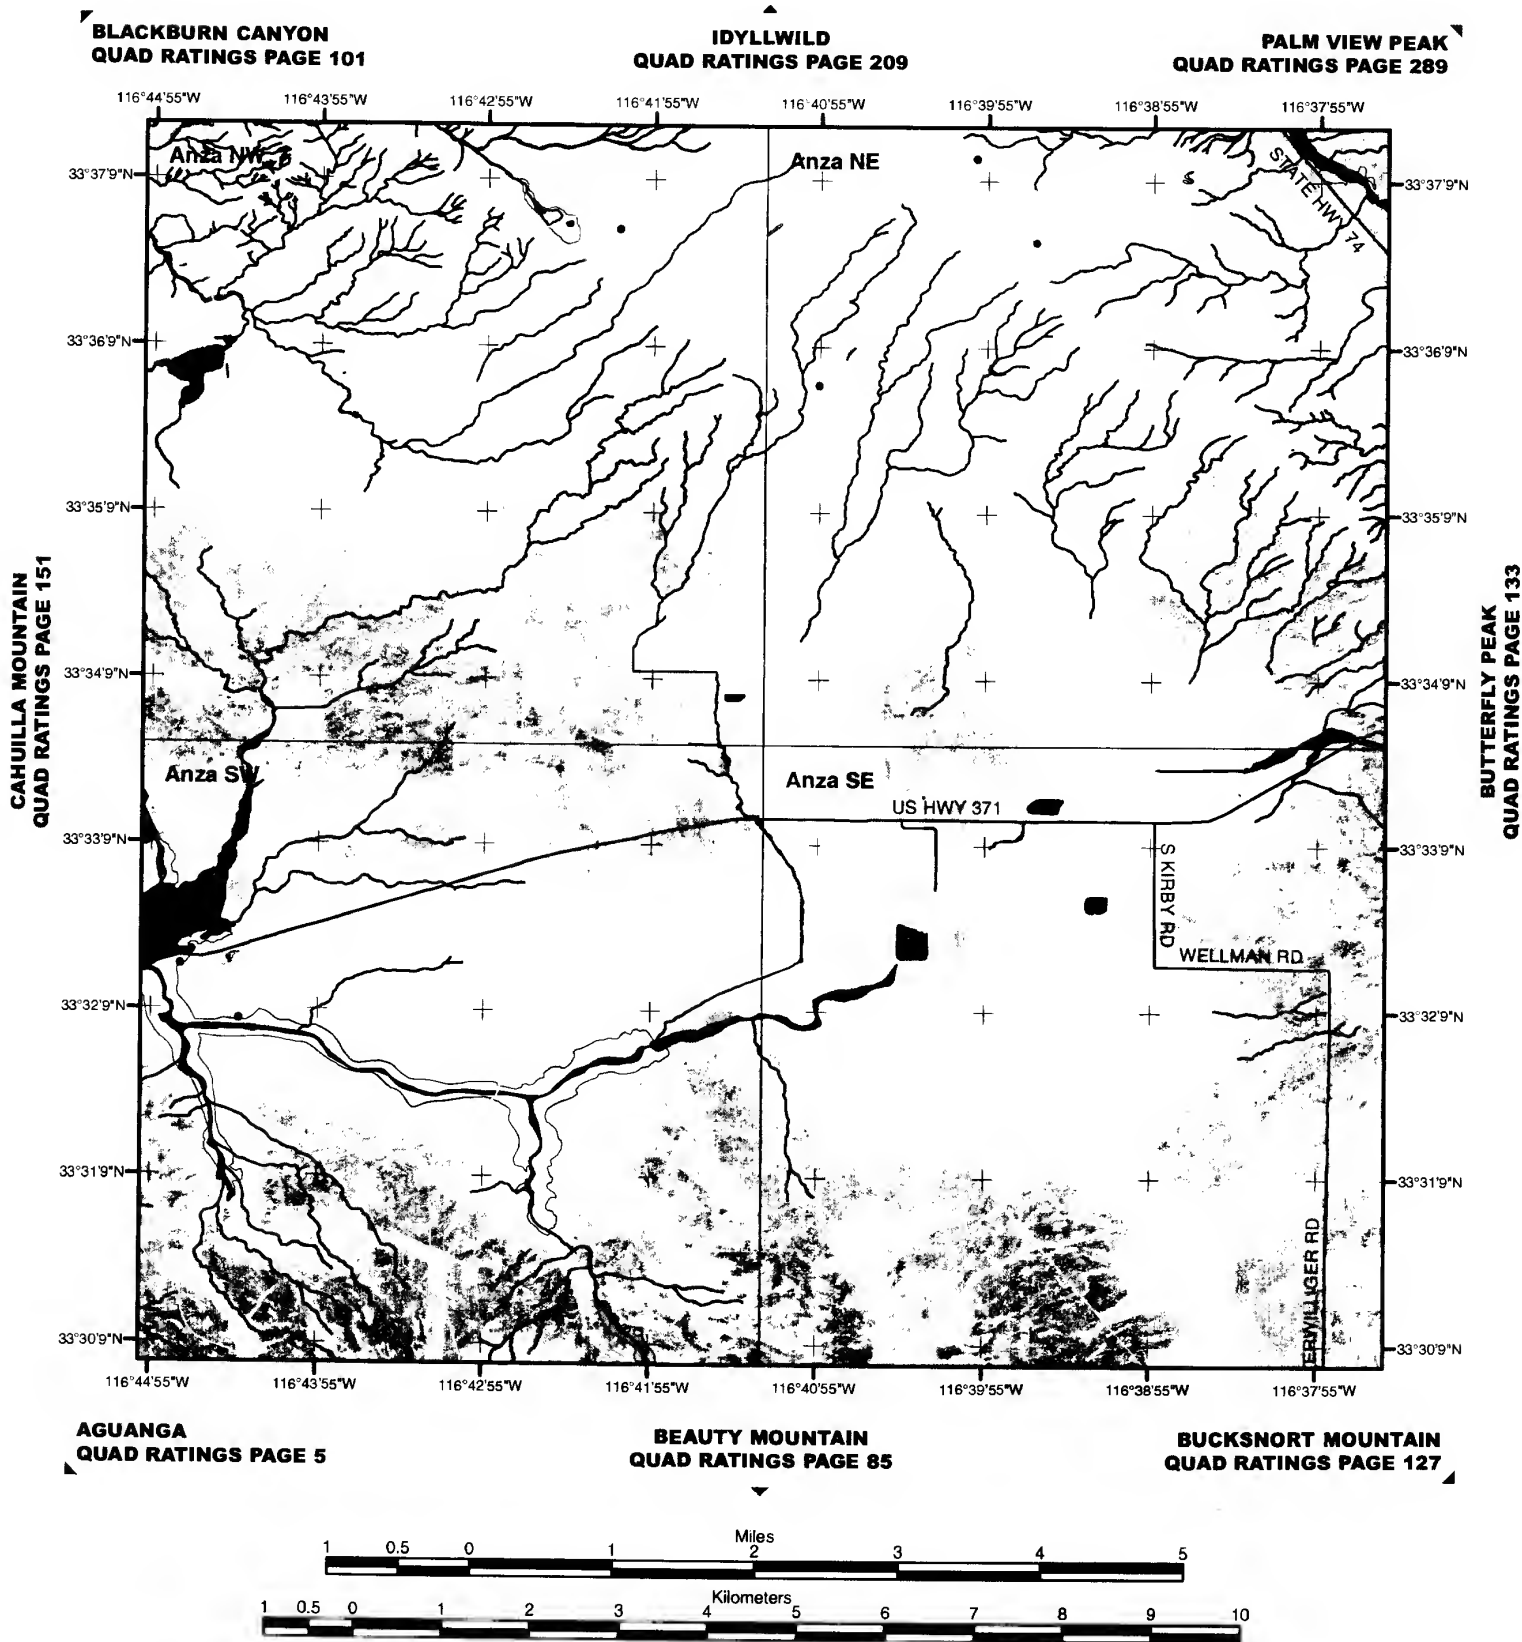 BLACKBURN CANYON
QUAD RATINGS PAGE 101
IDYLLWILD
QUAD RATINGS PAGE 209
PALM VIEW PEAK
QUAD RATINGS PAGE 289
116°44'55"W 116°43'55"W 116°42'55"W 116°41'55"W 116°40'55"W 116°39'55"W 116°38'55"W 116°37'55"W
Anza NW
Anza NE
STATE HWY 74
33°37'9"N
33°37'9"N
33°36'9"N
33°36'9"N
33°35'9"N
33°35'9"N
CAHUILLA MOUNTAIN
QUAD RATINGS PAGE 151
BUTTERFLY PEAK
QUAD RATINGS PAGE 133
33°34'9"N
33°34'9"N
Anza SW
Anza SE
US HWY 371
33°33'9"N
33°33'9"N
S KIRBY RD
WELLMAN RD
33°32'9"N
33°32'9"N
33°31'9"N
33°31'9"N
ERWILLIGER RD
33°30'9"N
33°30'9"N
116°44'55"W 116°43'55"W 116°42'55"W 116°41'55"W 116°40'55"W 116°39'55"W 116°38'55"W 116°37'55"W
AGUANGA
QUAD RATINGS PAGE 5
BEAUTY MOUNTAIN
QUAD RATINGS PAGE 85
BUCKSNORT MOUNTAIN
QUAD RATINGS PAGE 127
Miles
1 0.5 0 1 2 3 4 5
Kilometers
1 0.5 0 1 2 3 4 5 6 7 8 9 10